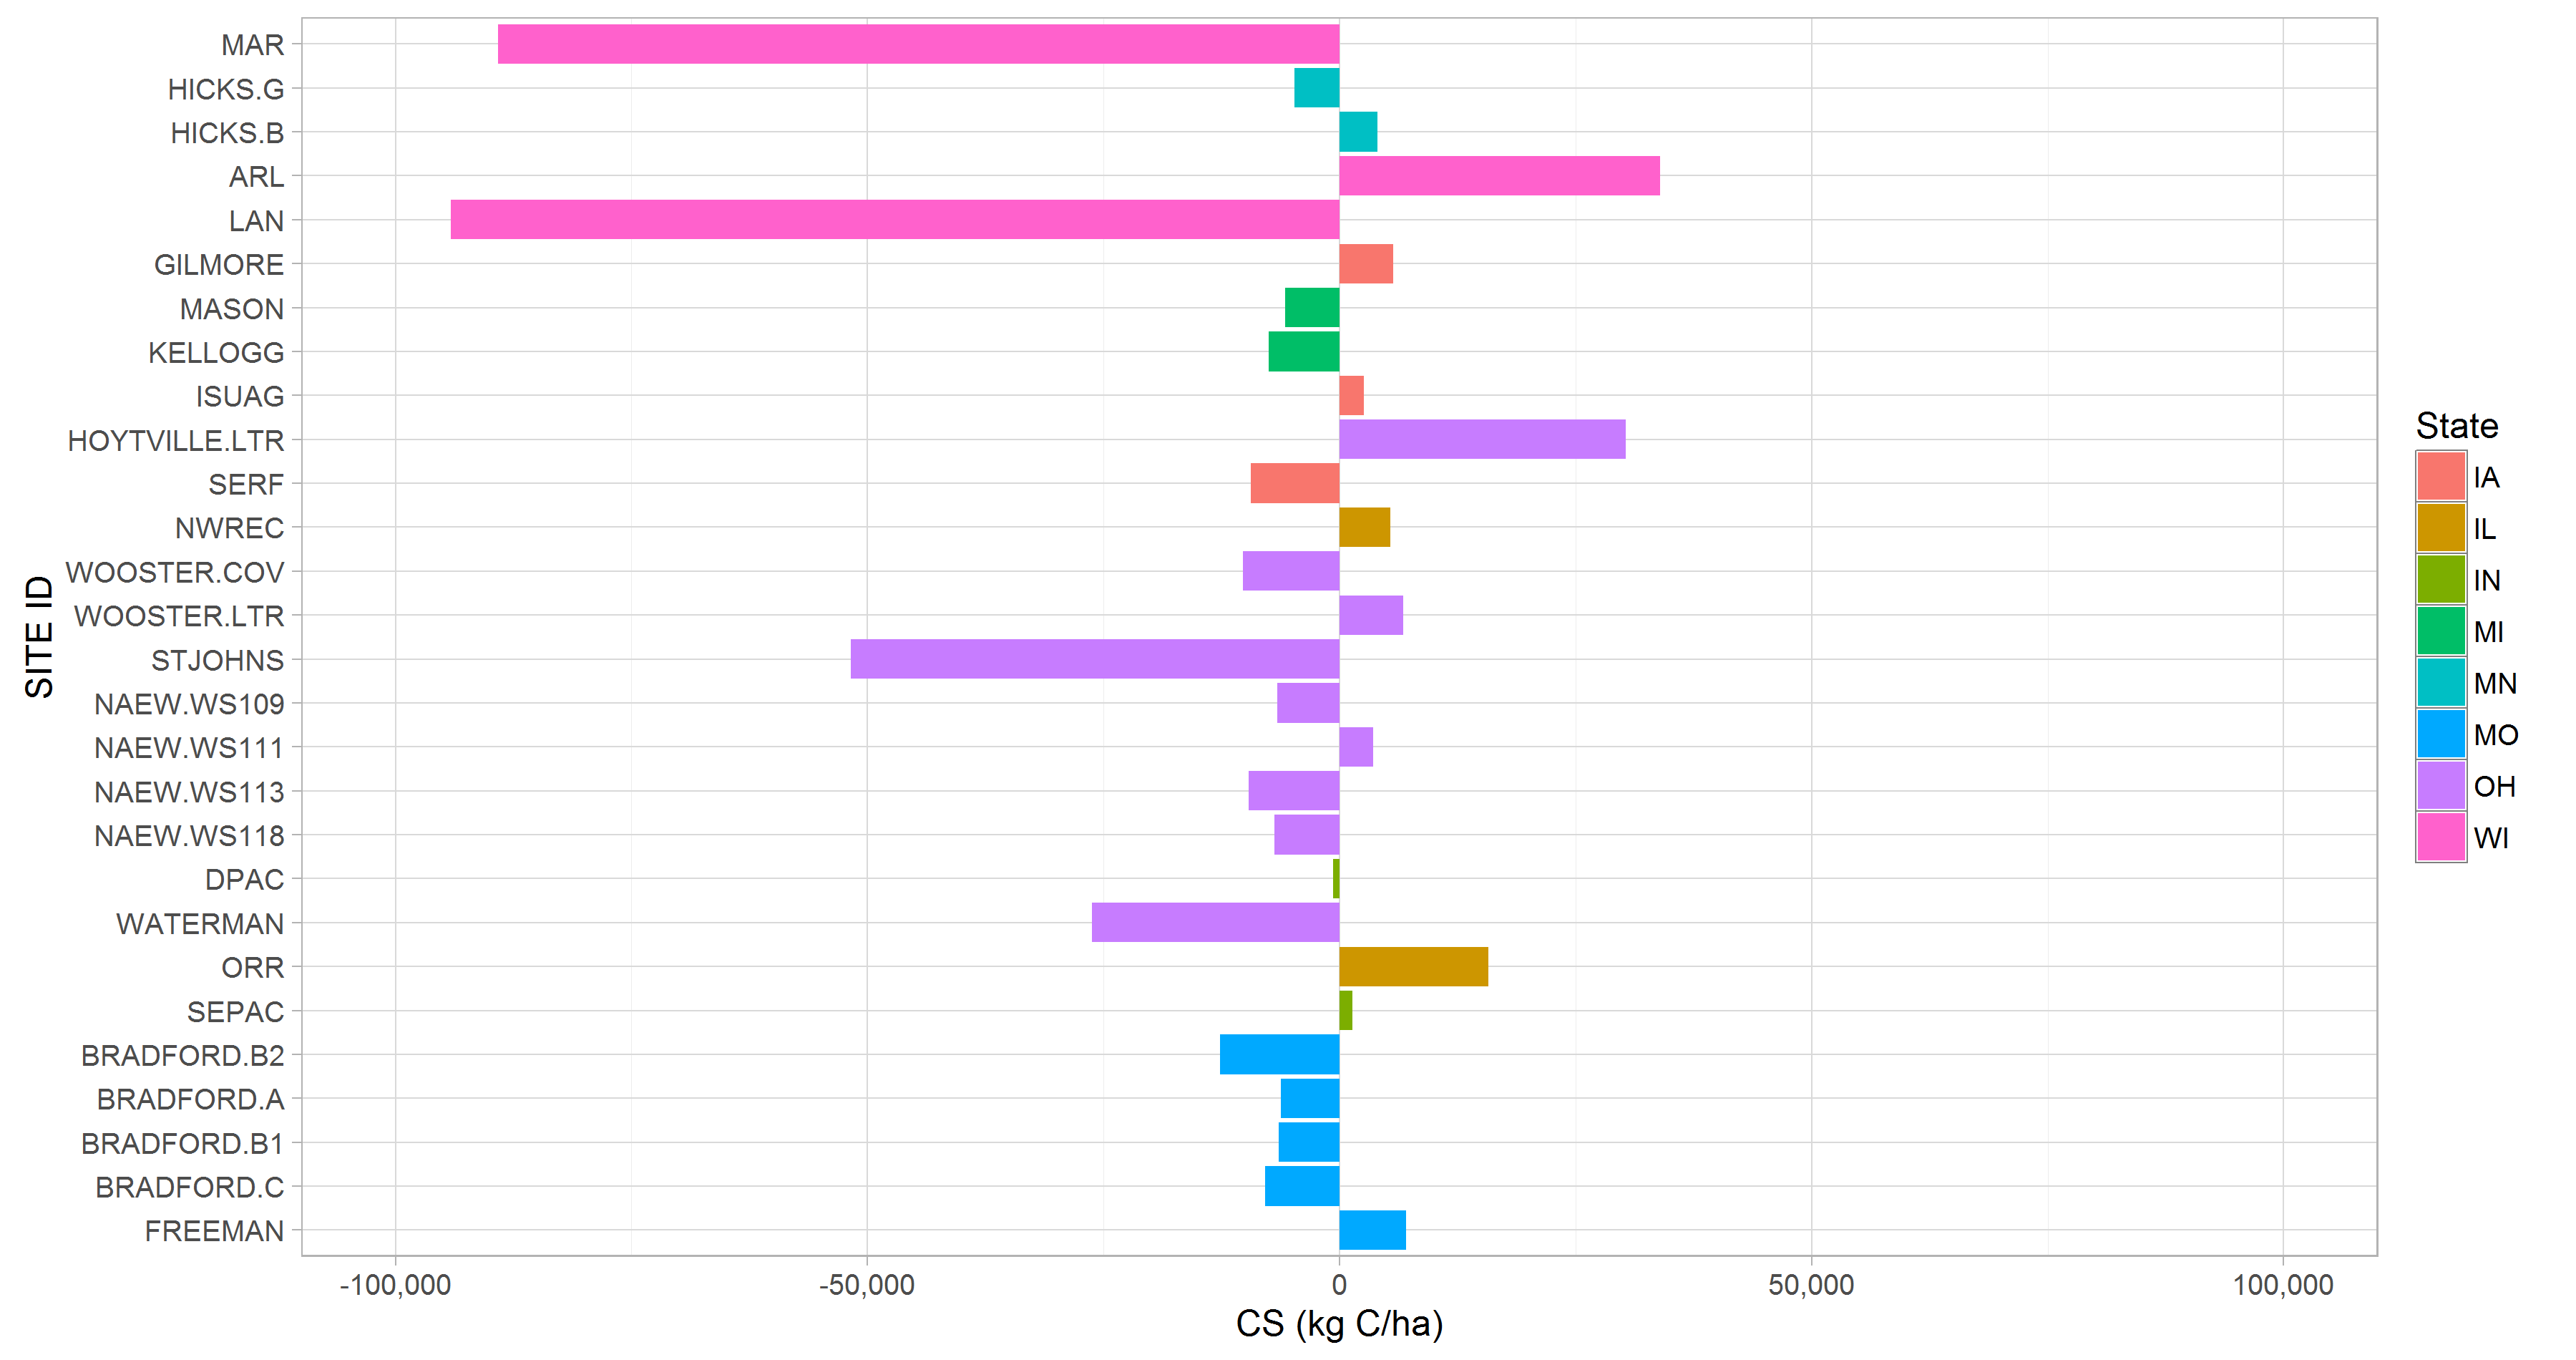 MAR
HICKS.G
HICKS.B
ARL
LAN
GILMORE
MASON
KELLOGG
ISUAG
HOYTVILLE.LTR
SERF
NWREC
WOOSTER.COV
WOOSTER.LTR
STJOHNS
NAEW.WS109
NAEW.WS111
NAEW.WS113
NAEW.WS118
DPAC
WATERMAN
ORR
SEPAC
BRADFORD.B2
BRADFORD.A
BRADFORD.B1
BRADFORD.C
FREEMAN
SITE ID
-100,000
-50,000
0
50,000
100,000
CS (kg C/ha)
State
IA
IL
IN
MI
MN
MO
OH
WI